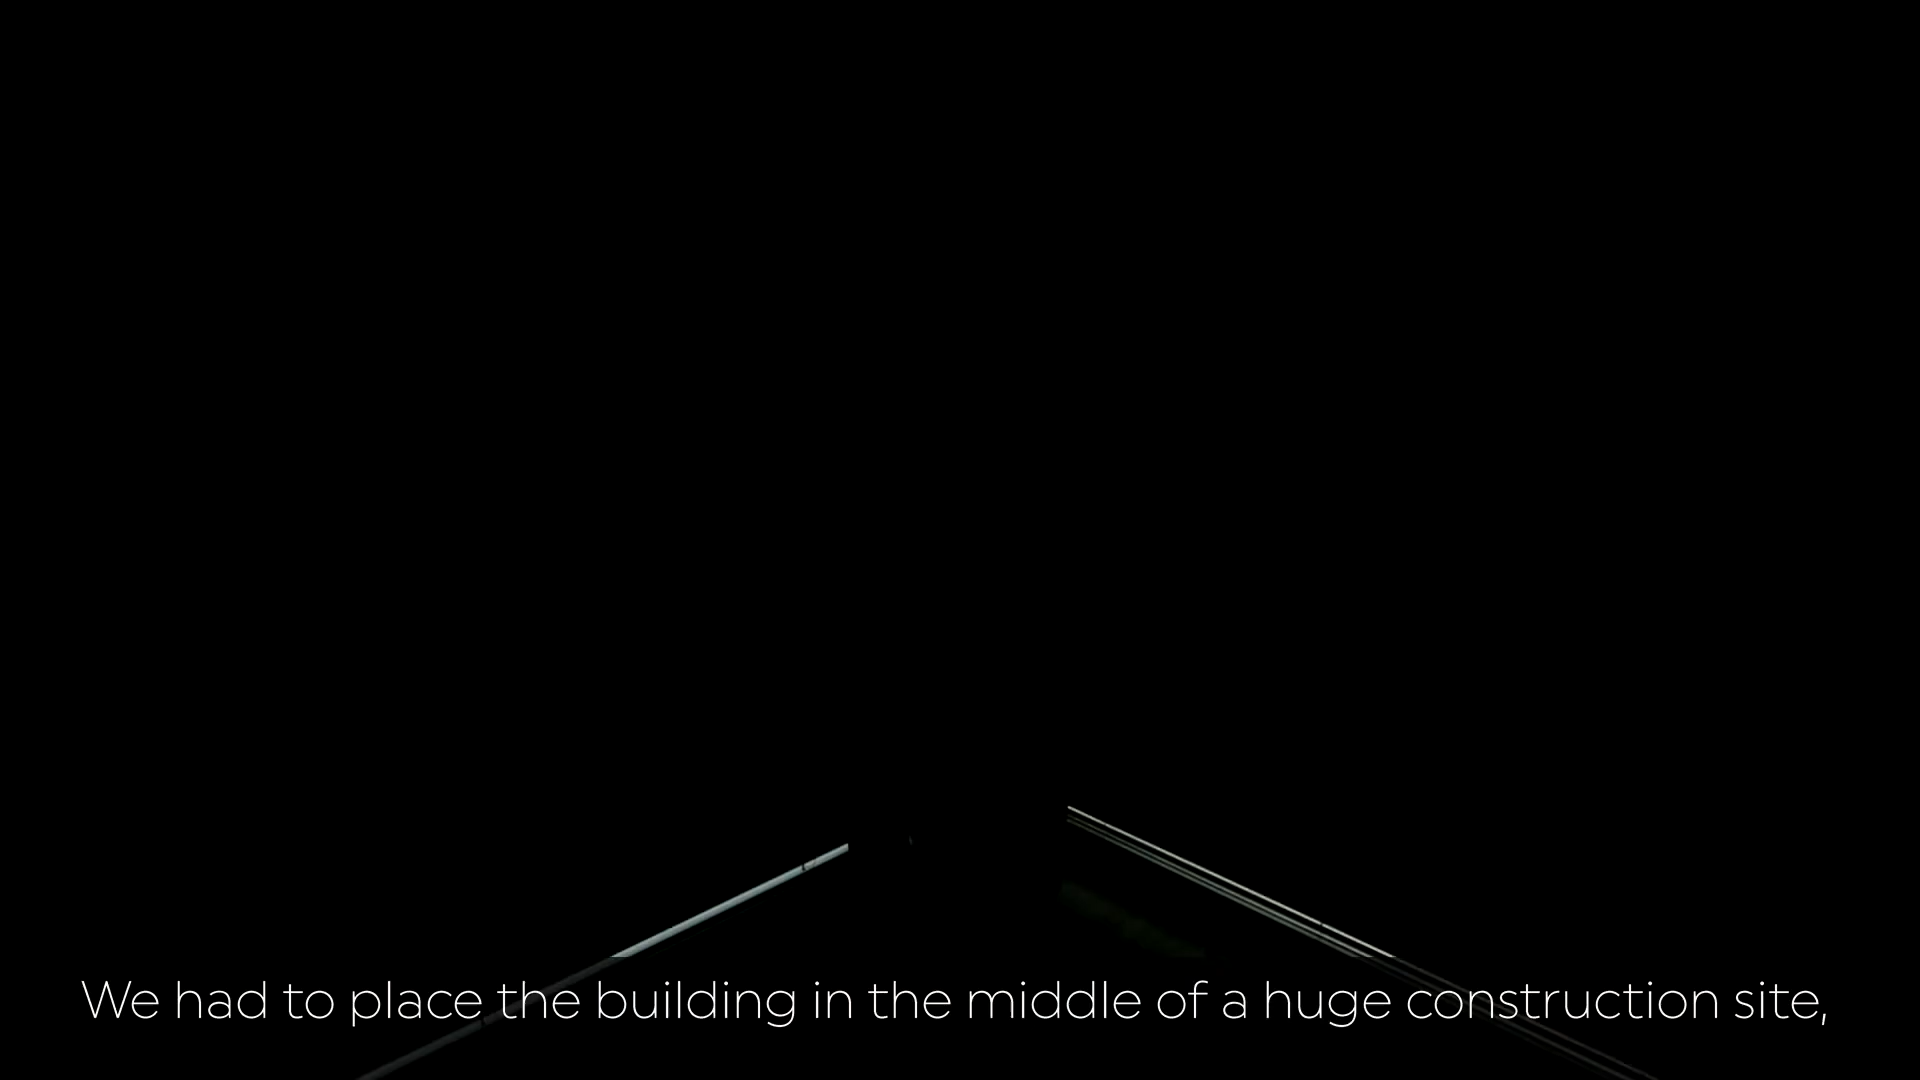 We had to place the building in the middle of a huge construction site,